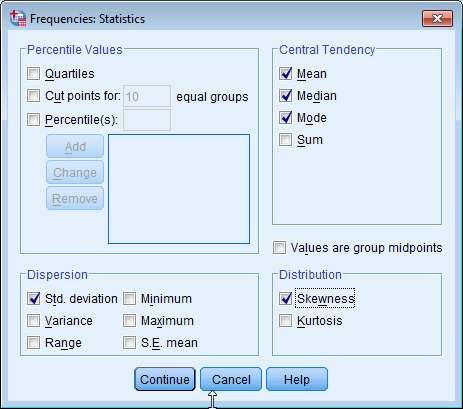 Frequencies: Statistics
Percentile Values
Quartiles
Cut points for: 10 equal groups
Percentile(s):
Add
Change
Remove
Central Tendency
Mean
Median
Mode
Sum
Values are group midpoints
Dispersion
Std. deviation Minimum
Variance Maximum
Range S.E. mean
Distribution
Skewness
Kurtosis
Continue Cancel Help